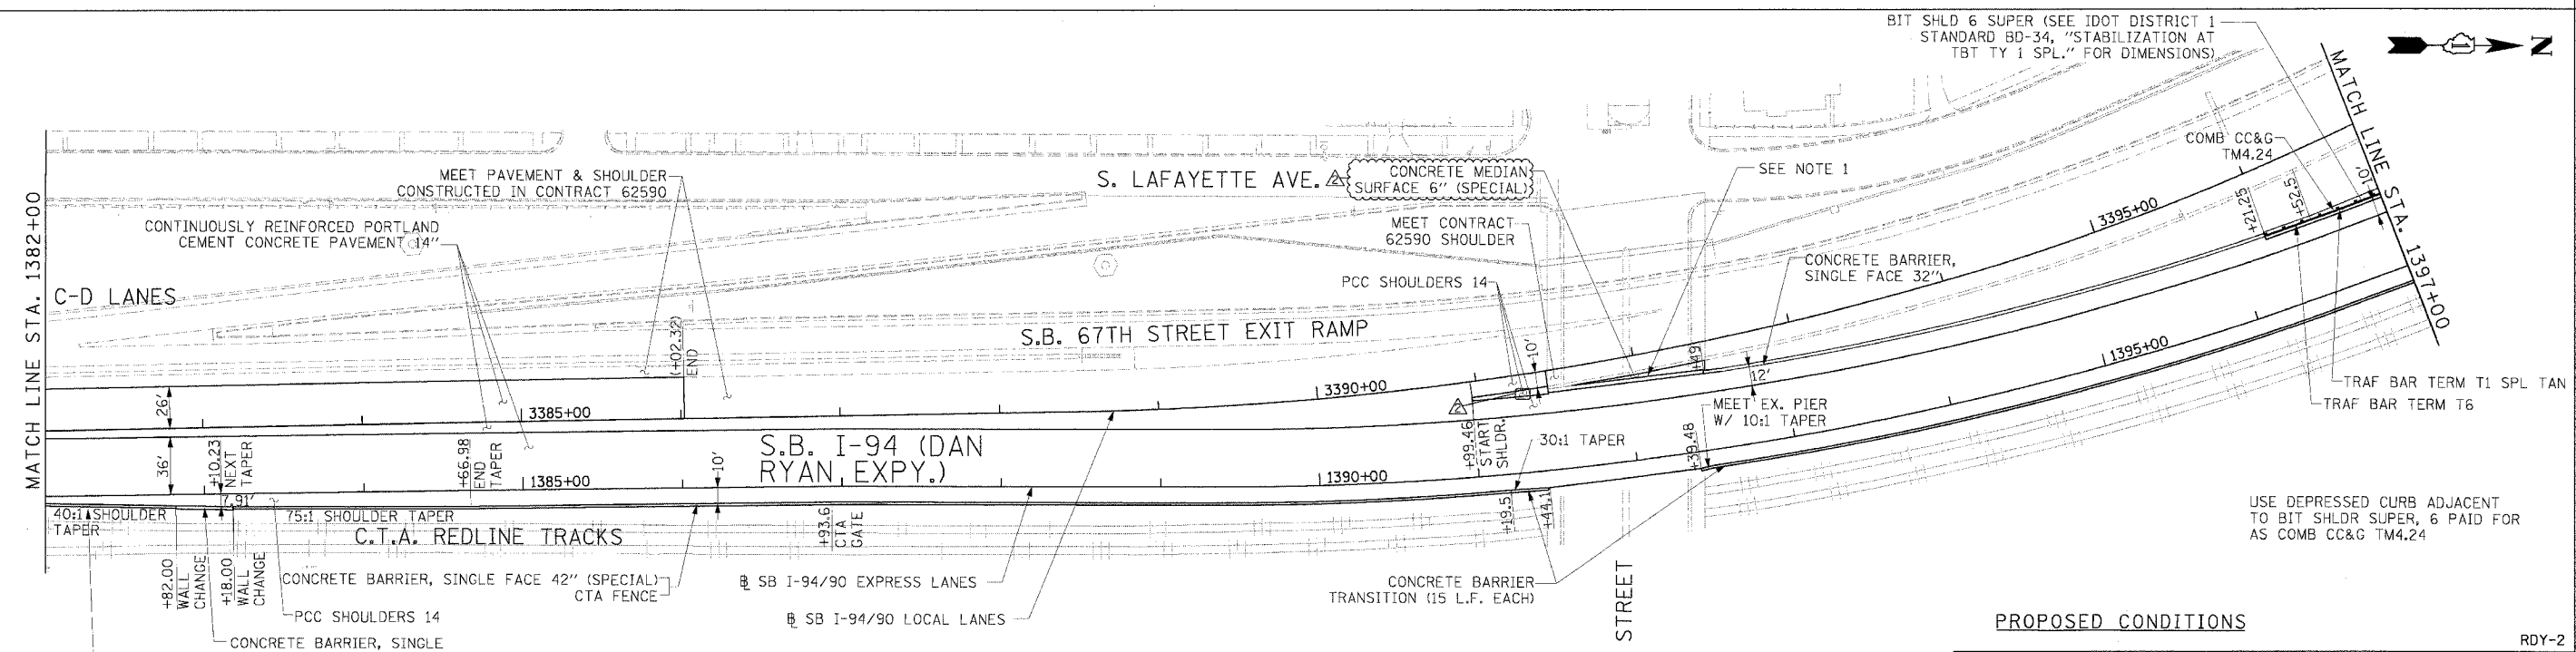 BIT SHLD 6 SUPER (SEE IDOT DISTRICT 1
STANDARD BD-34, "STABILIZATION AT
TBT TY 1 SPL." FOR DIMENSIONS)
N
MATCH LINE STA. 1397+00
COMB CC&G
TM4.24
10'
+21.25
+52.5
3395+00
MEET PAVEMENT & SHOULDER
CONSTRUCTED IN CONTRACT 62590
S. LAFAYETTE AVE.
2
CONCRETE MEDIAN
SURFACE 6" (SPECIAL)
SEE NOTE 1
MATCH LINE STA. 1382+00
CONTINUOUSLY REINFORCED PORTLAND
CEMENT CONCRETE PAVEMENT 14"
MEET CONTRACT
62590 SHOULDER
CONCRETE BARRIER,
SINGLE FACE 32"
C-D LANES
PCC SHOULDERS 14
S.B. 67TH STREET EXIT RAMP
(+02.32)
END
10'
+49
12'
1395+00
TRAF BAR TERM T1 SPL TAN
TRAF BAR TERM T6
26'
3385+00
3390+00
2
MEET EX. PIER
W/ 10:1 TAPER
36'
+10.23
NEXT
TAPER
+66.98
END
TAPER
S.B. I-94 (DAN
RYAN EXPY.)
10'
+99.46
START
SHLDR.
30:1 TAPER
+39.48
1385+00
1390+00
7.91'
40:1 SHOULDER
TAPER
75:1 SHOULDER TAPER
C.T.A. REDLINE TRACKS
+93.6
CTA
GATE
+19.5
+44.1
USE DEPRESSED CURB ADJACENT
TO BIT SHLDR SUPER, 6 PAID FOR
AS COMB CC&G TM4.24
+82.00
WALL
CHANGE
+18.00
WALL
CHANGE
CONCRETE BARRIER, SINGLE FACE 42" (SPECIAL)
CTA FENCE
SB I-94/90 EXPRESS LANES
CONCRETE BARRIER
TRANSITION (15 L.F. EACH)
STREET
PCC SHOULDERS 14
SB I-94/90 LOCAL LANES
PROPOSED CONDITIONS
CONCRETE BARRIER, SINGLE
RDY-2